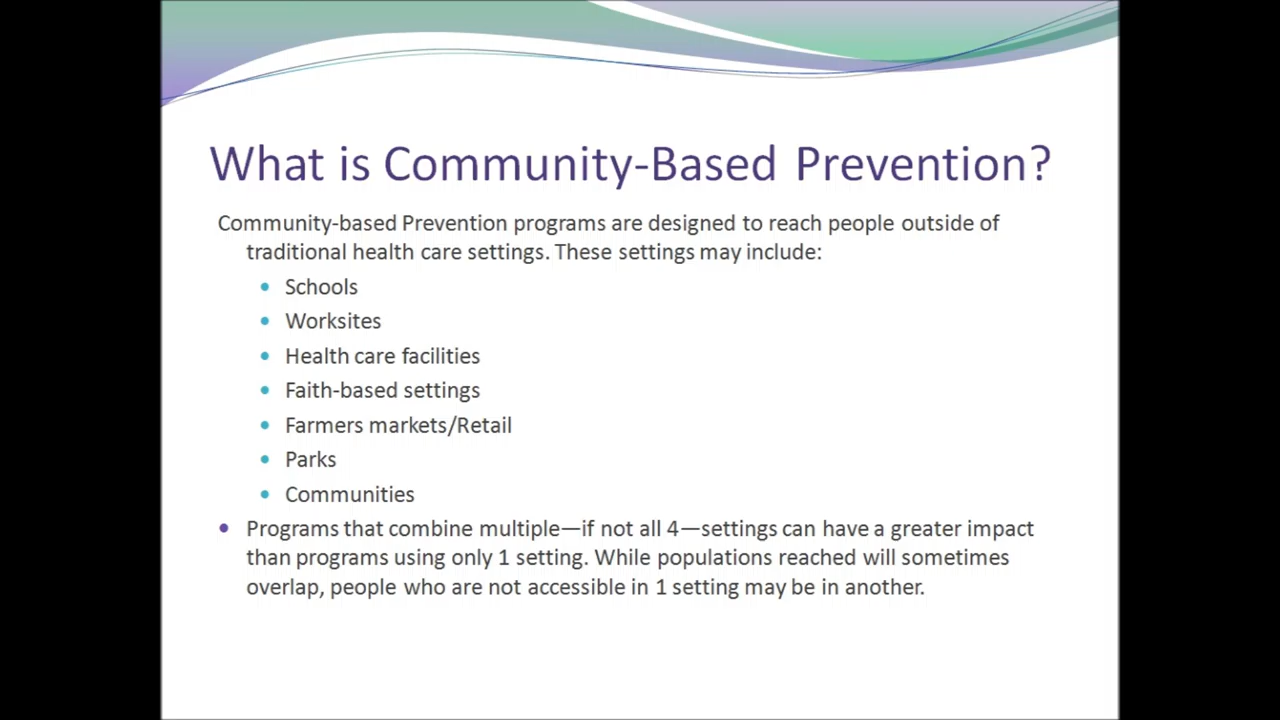 What is Community-Based Prevention?
Community-based Prevention programs are designed to reach people outside of
traditional health care settings. These settings may include:
• Schools
• Worksites
• Health care facilities
• Faith-based settings
• Farmers markets/Retail
• Parks
• Communities
• Programs that combine multiple—if not all 4—settings can have a greater impact
than programs using only 1 setting. While populations reached will sometimes
overlap, people who are not accessible in 1 setting may be in another.